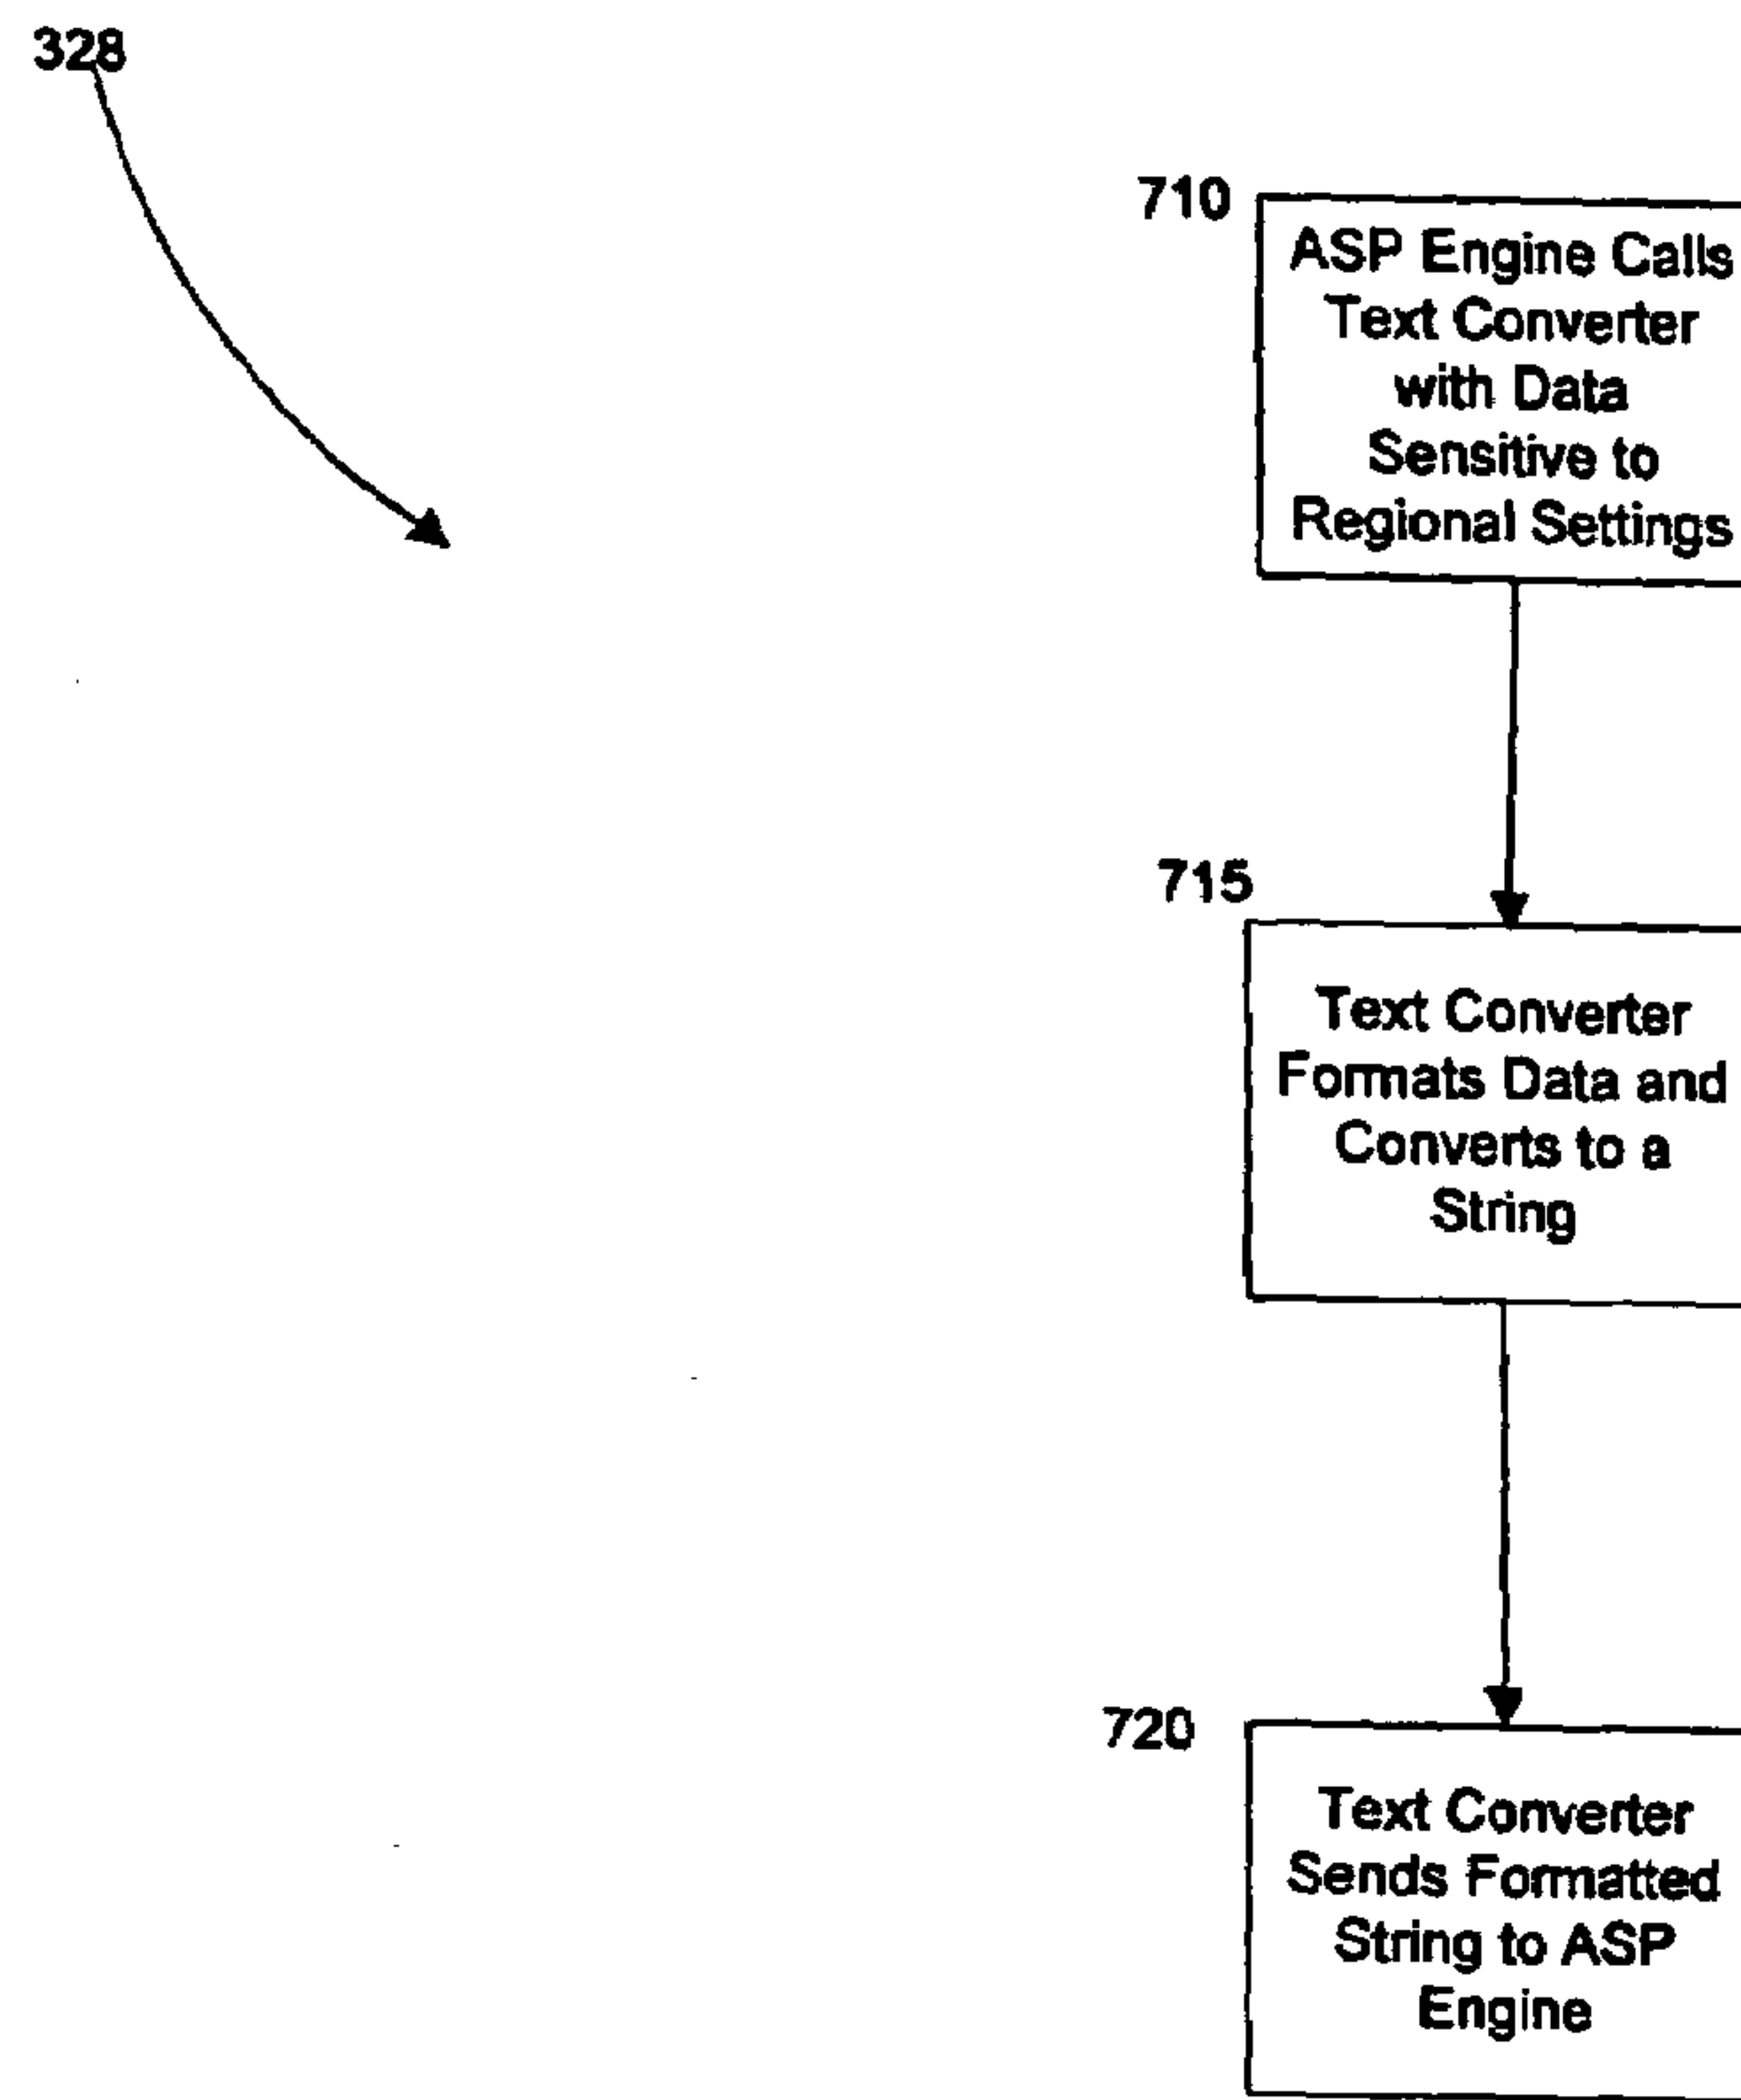 328
710
ASP Engine Calls
Text Converter
with Data
Sensitive to
Regional Settings
715
Text Converter
Formats Data and
Converts to a
String
720
Text Converter
Sends Formatted
String to ASP
Engine